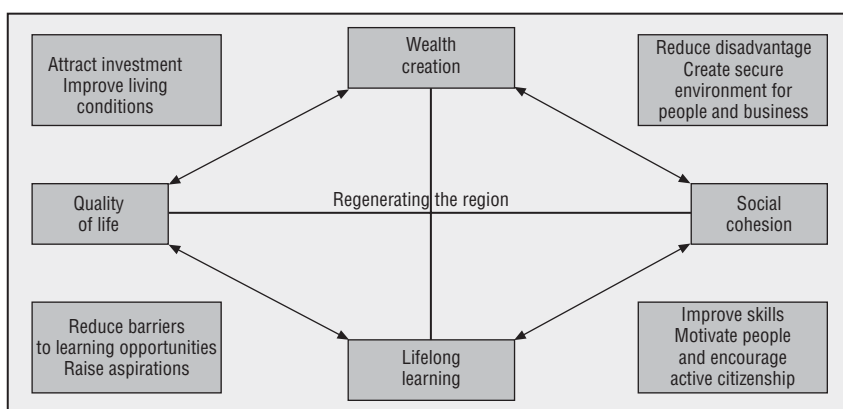 Attract investment
Improve living
conditions
Wealth
creation
Reduce disadvantage
Create secure
environment for
people and business
Quality
of life
Regenerating the region
Social
cohesion
Reduce barriers
to learning opportunities
Raise aspirations
Lifelong
learning
Improve skills
Motivate people
and encourage
active citizenship